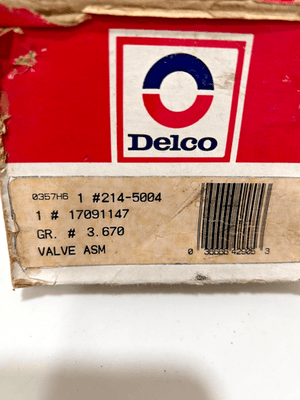 Delco
0357H6 1 #214-5004
1 # 17091147
GR. # 3.670
VALVE ASM